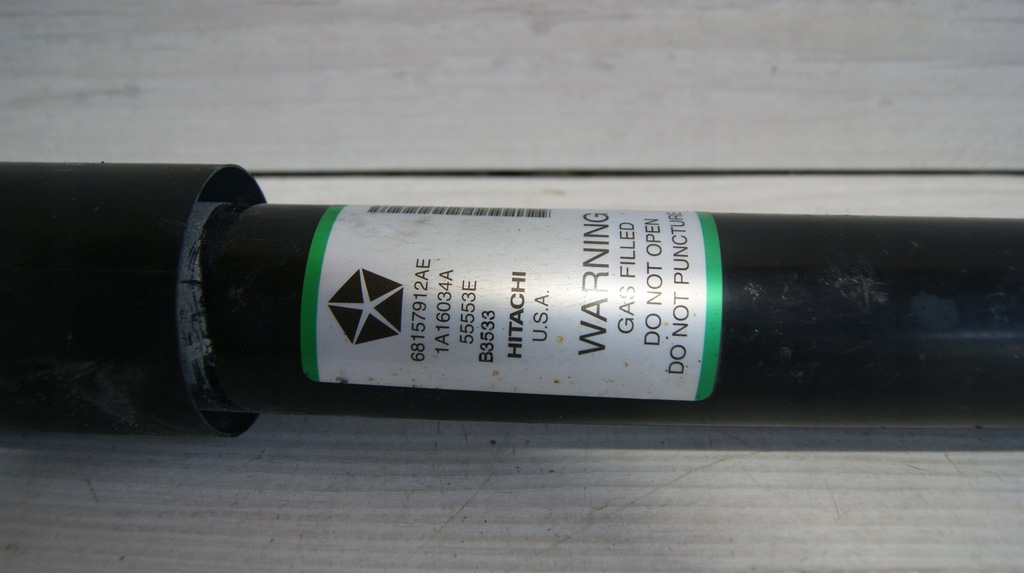 68157912AE
1A16034A
55553E
B3533
HITACHI
U.S.A.
WARNING
GAS FILLED
DO NOT OPEN
DO NOT PUNCTURE